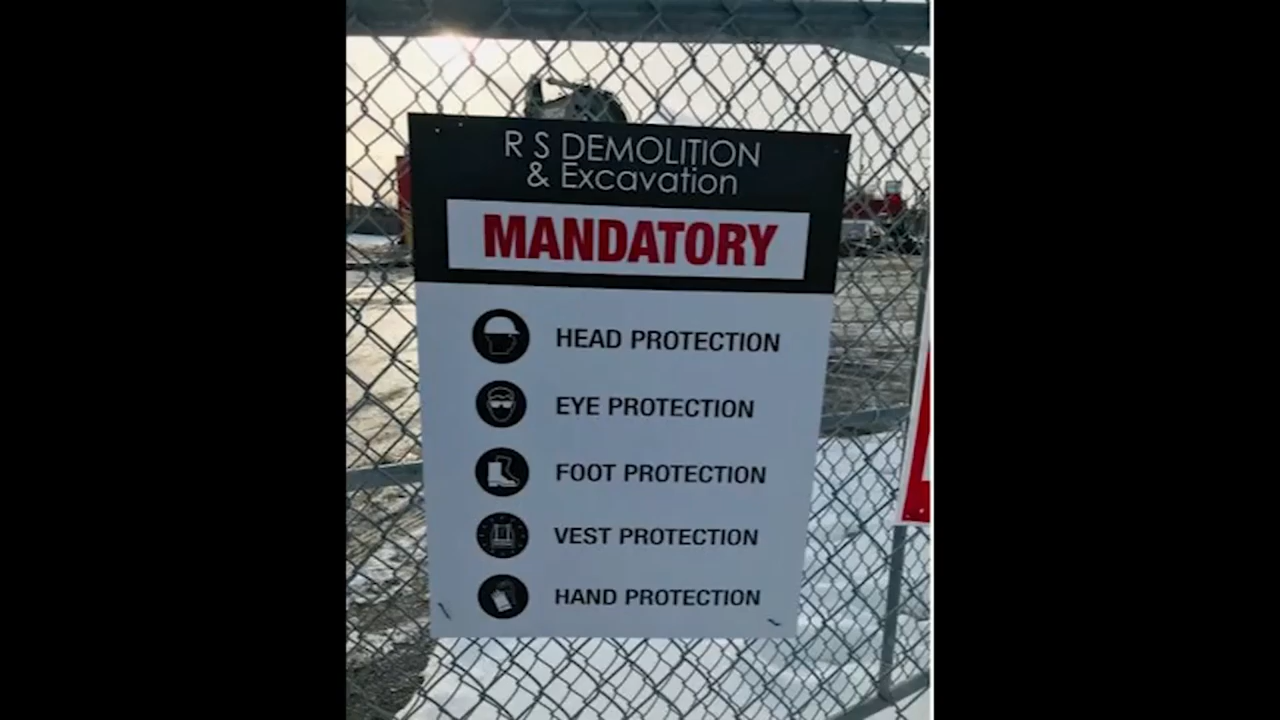 R S DEMOLITION
& Excavation
MANDATORY
HEAD PROTECTION
EYE PROTECTION
FOOT PROTECTION
VEST PROTECTION
HAND PROTECTION